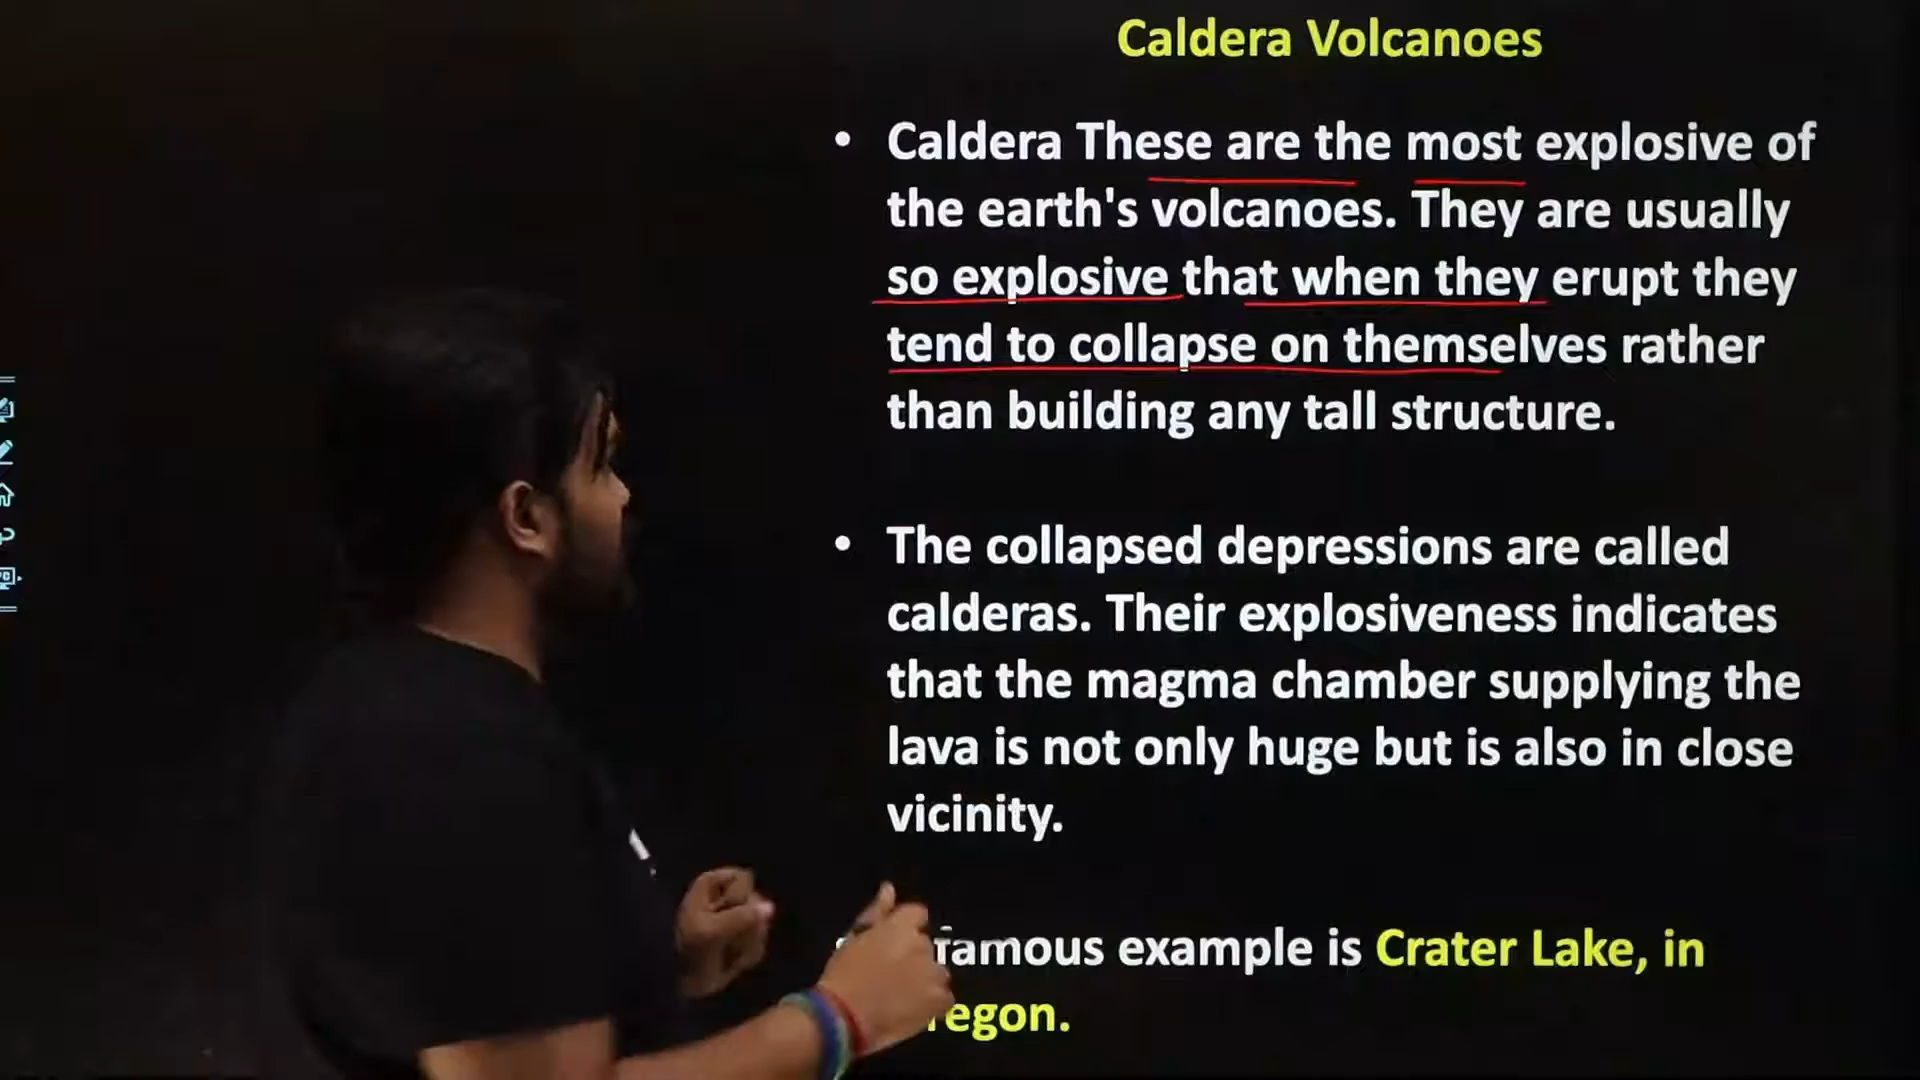 Caldera Volcanoes
• Caldera These are the most explosive of
the earth's volcanoes. They are usually
so explosive that when they erupt they
tend to collapse on themselves rather
than building any tall structure.
• The collapsed depressions are called
calderas. Their explosiveness indicates
that the magma chamber supplying the
lava is not only huge but is also in close
vicinity.
famous example is Crater Lake, in
regon.